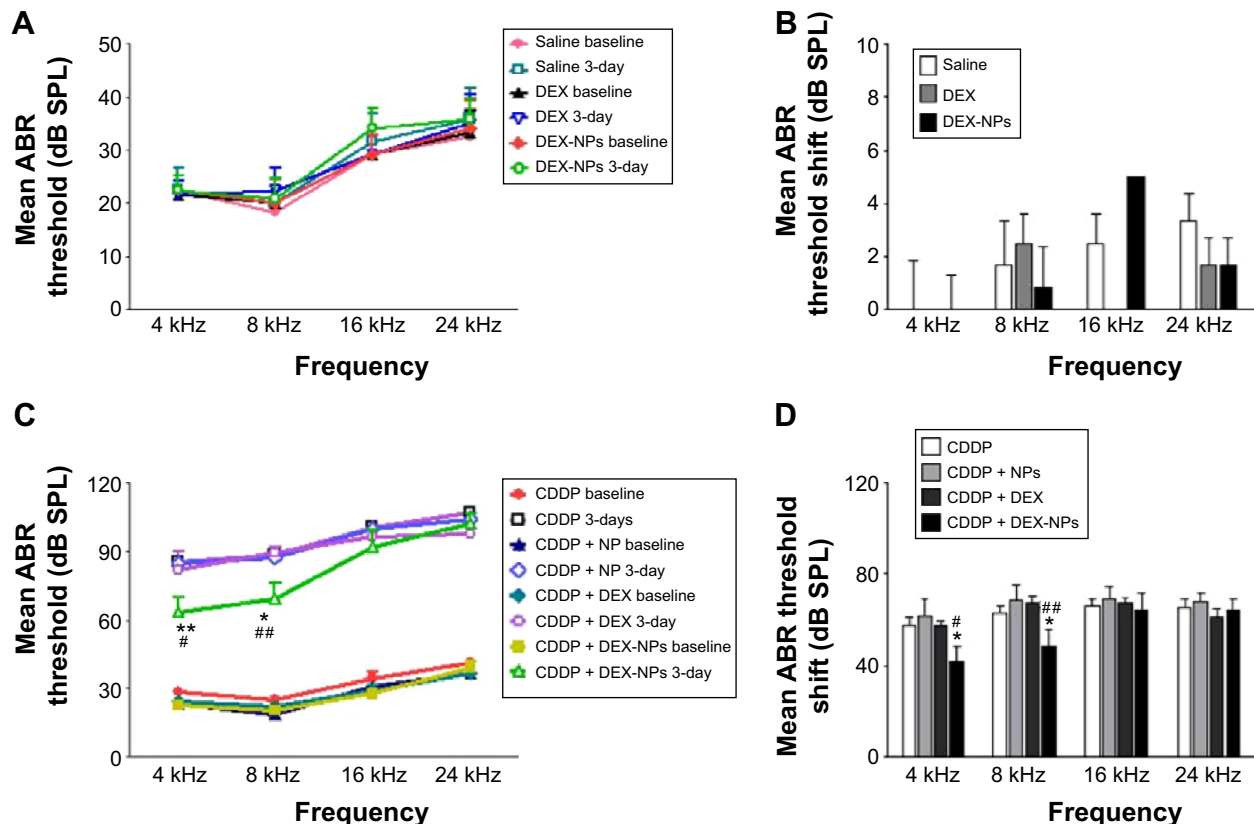 A
Mean ABR
threshold (dB SPL)
50
40
30
20
10
0
4 kHz 8 kHz 16 kHz 24 kHz
Frequency
Saline baseline
Saline 3-day
DEX baseline
DEX 3-day
DEX-NPs baseline
DEX-NPs 3-day
B
Mean ABR
threshold shift (dB SPL)
10
8
6
4
2
0
4 kHz 8 kHz 16 kHz 24 kHz
Frequency
Saline
DEX
DEX-NPs
C
Mean ABR
threshold (dB SPL)
120
90
60
30
0
** *
# ##
4 kHz 8 kHz 16 kHz 24 kHz
Frequency
CDDP baseline
CDDP 3-days
CDDP + NP baseline
CDDP + NP 3-day
CDDP + DEX baseline
CDDP + DEX 3-day
CDDP + DEX-NPs baseline
CDDP + DEX-NPs 3-day
D
CDDP
CDDP + NPs
CDDP + DEX
CDDP + DEX-NPs
Mean ABR threshold
shift (dB SPL)
120
80
40
0
# ##
* *
4 kHz 8 kHz 16 kHz 24 kHz
Frequency